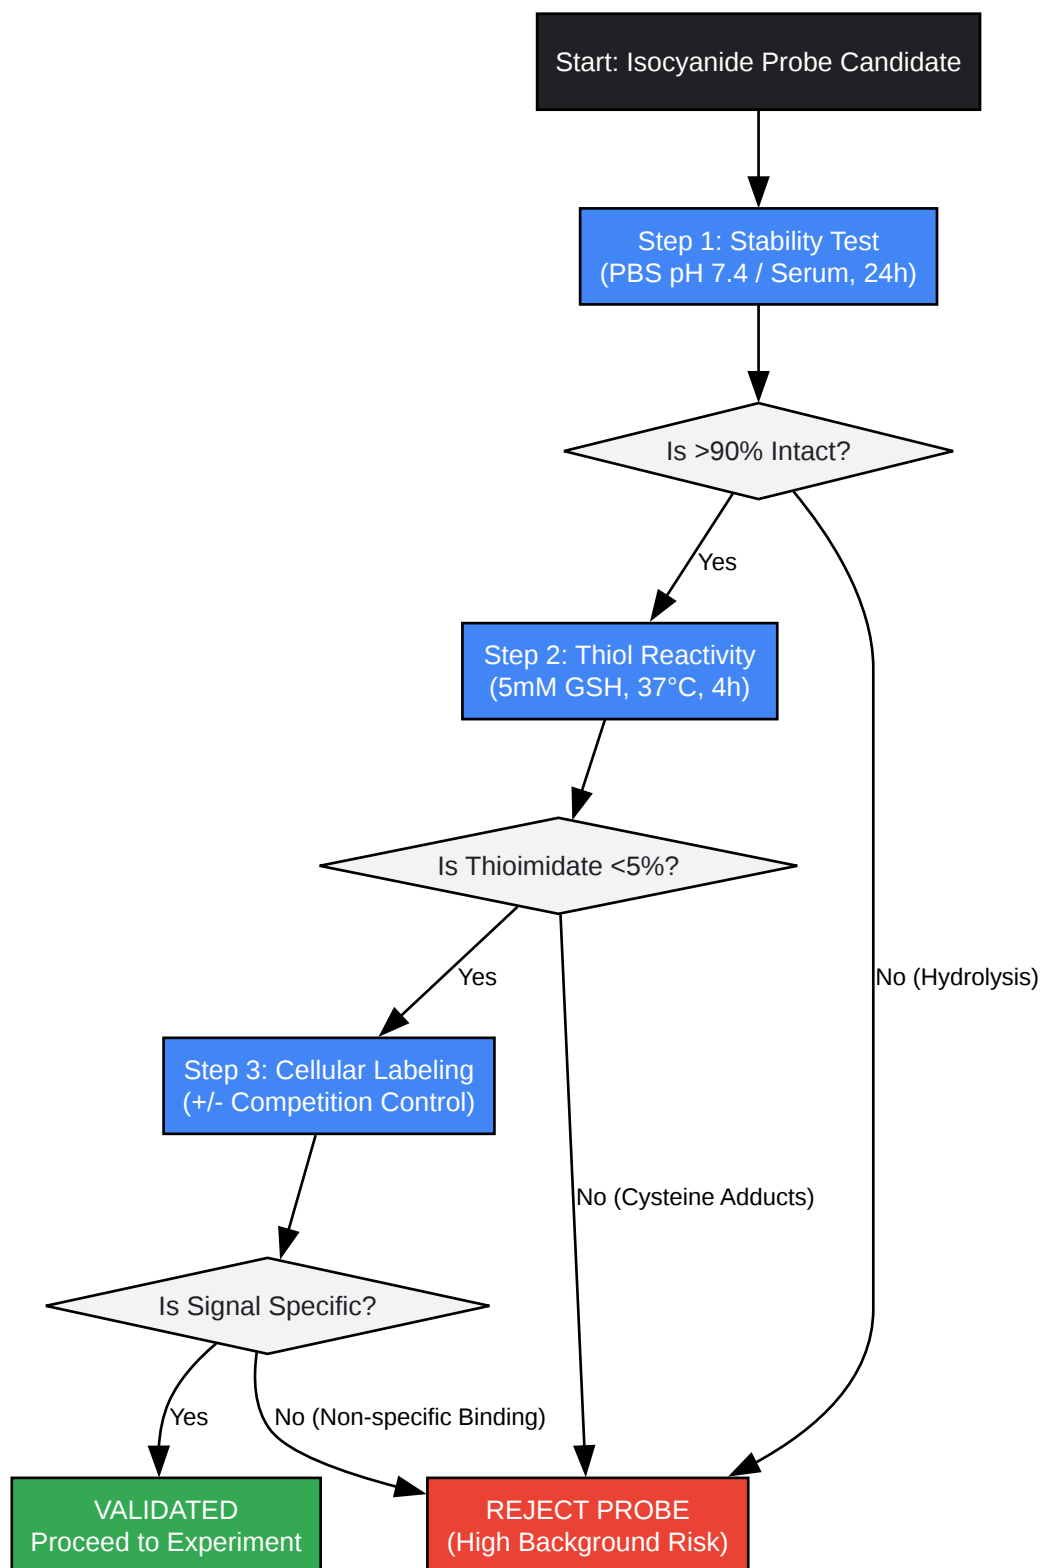 Start: Isocyanide Probe Candidate
Step 1: Stability Test
(PBS pH 7.4 / Serum, 24h)
Is >90% Intact?
Yes
Step 2: Thiol Reactivity
(5mM GSH, 37°C, 4h)
Is Thioimidate <5%?
Yes
No (Hydrolysis)
Step 3: Cellular Labeling
(+/- Competition Control)
No (Cysteine Adducts)
Is Signal Specific?
Yes
No (Non-specific Binding)
VALIDATED
Proceed to Experiment
REJECT PROBE
(High Background Risk)